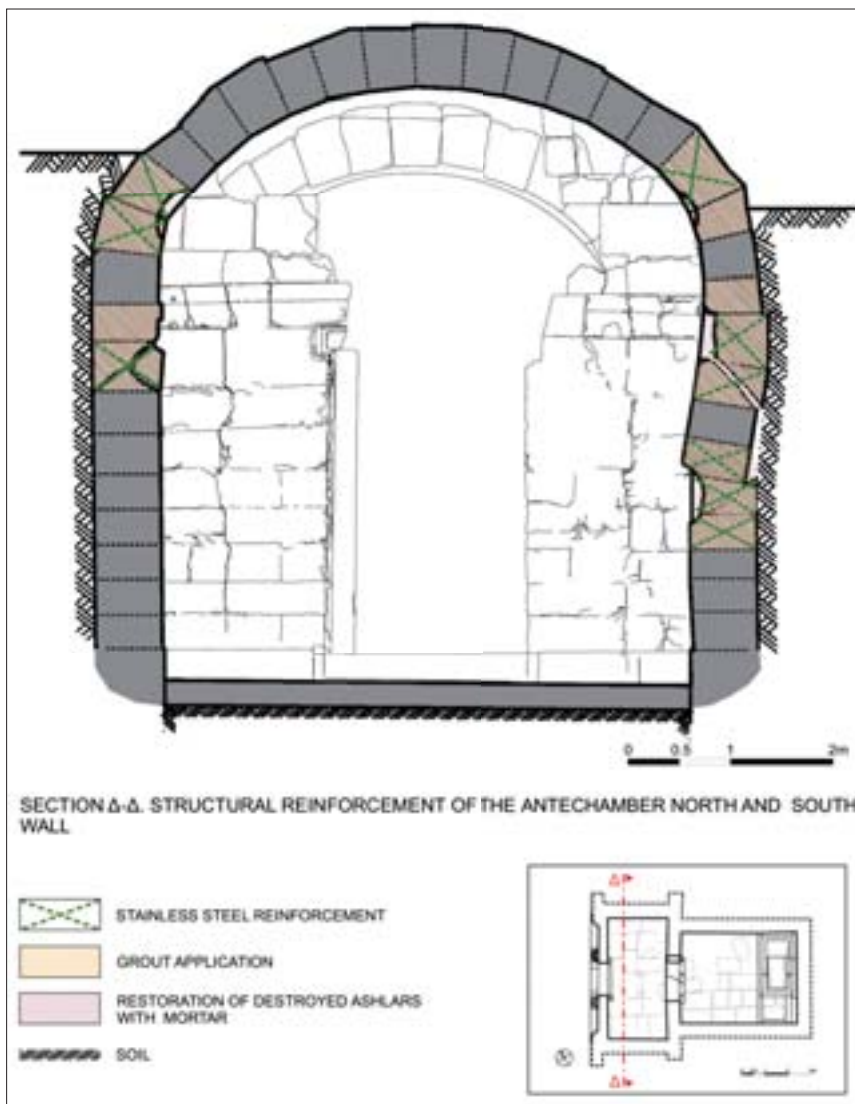 0 0.5 1 2m
SECTION Δ-Δ. STRUCTURAL REINFORCEMENT OF THE ANTECHAMBER NORTH AND SOUTH
WALL
STAINLESS STEEL REINFORCEMENT
GROUT APPLICATION
RESTORATION OF DESTROYED ASHLARS
WITH MORTAR
SOIL
Δ
Δ